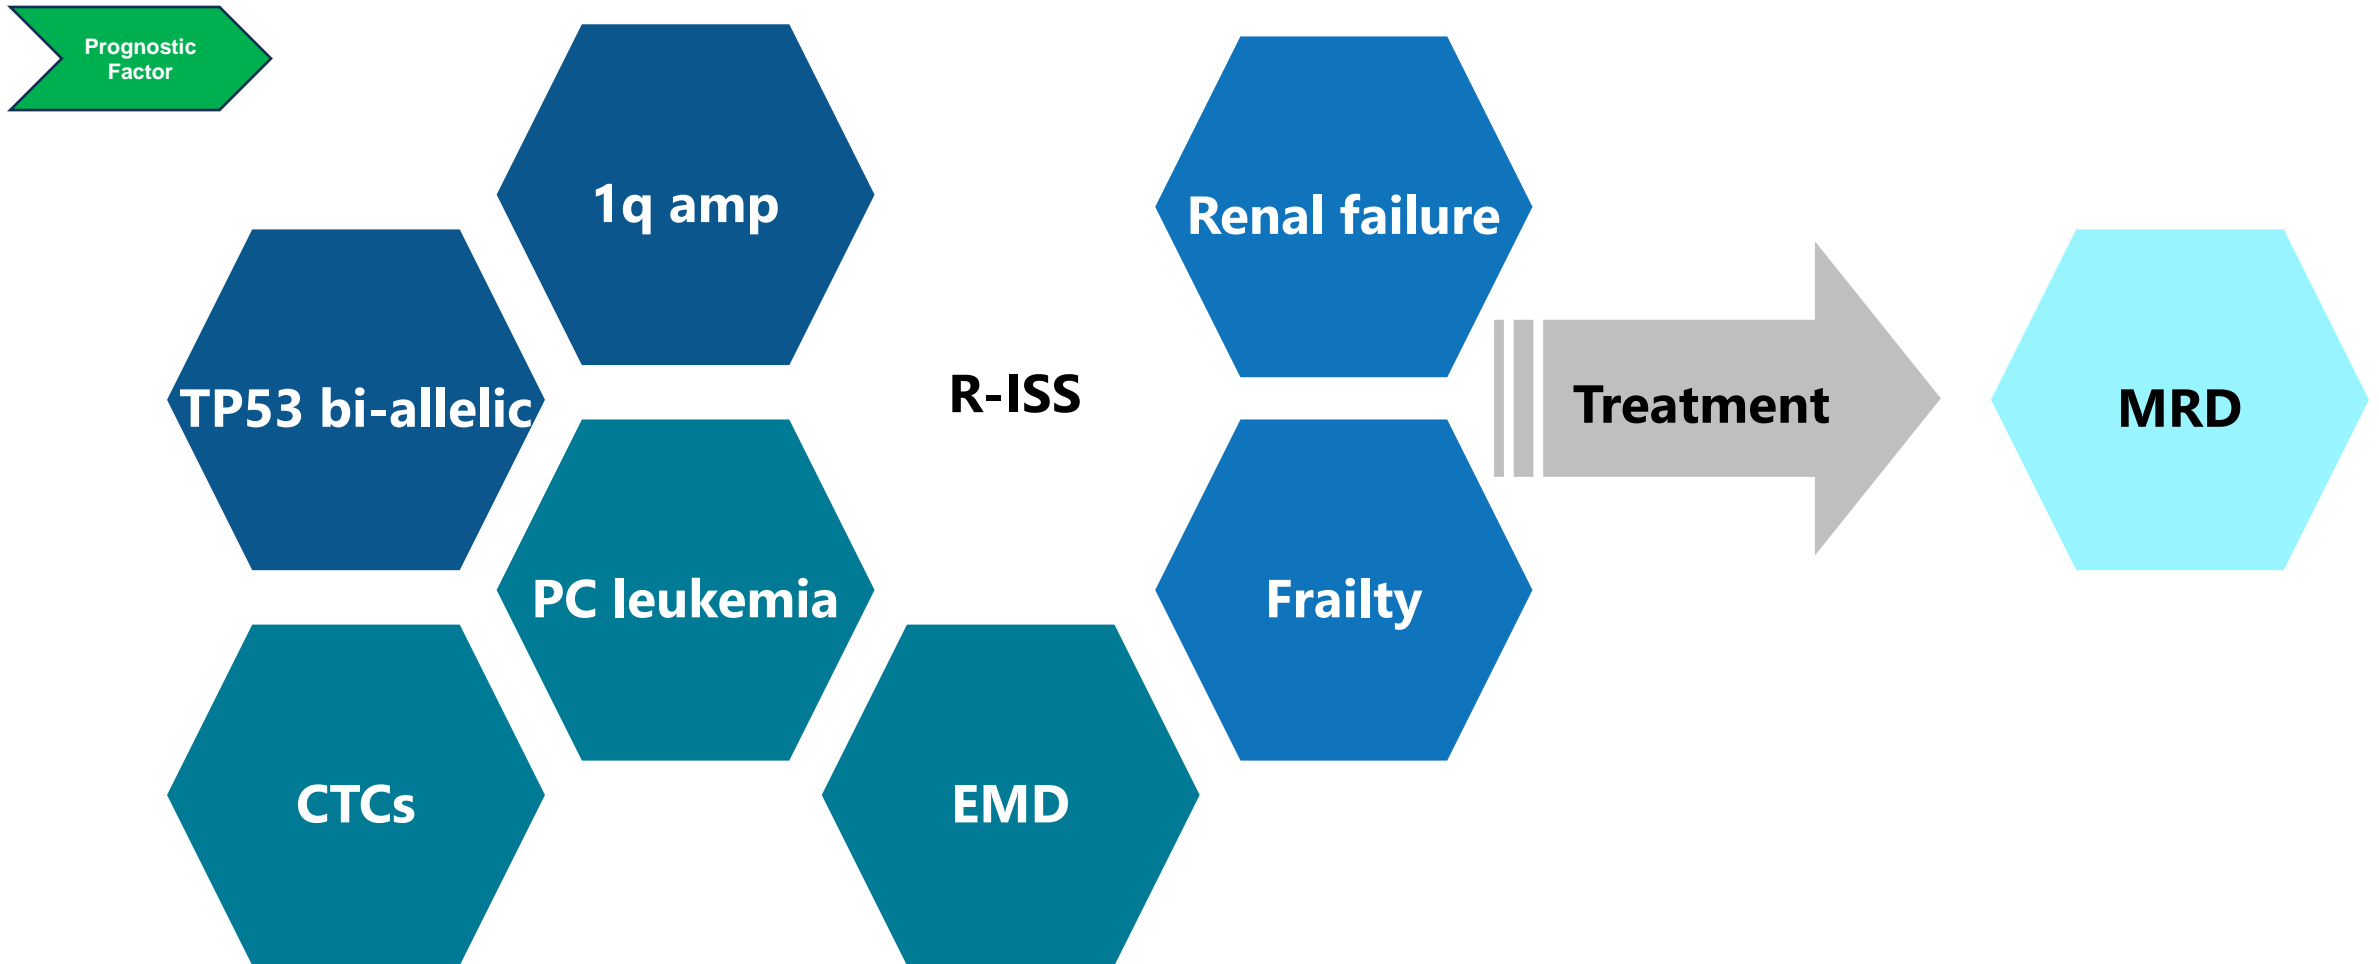 Prognostic
Factor
1q amp
Renal failure
TP53 bi-allelic
R-ISS
Treatment
MRD
PC leukemia
Frailty
CTCs
EMD